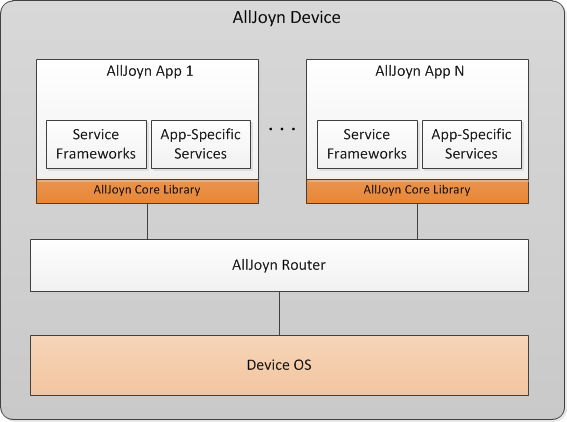 AllJoyn Device
AllJoyn App 1
Service
Frameworks
App-Specific
Services
AllJoyn Core Library
. . .
AllJoyn App N
Service
Frameworks
App-Specific
Services
AllJoyn Core Library
AllJoyn Router
Device OS